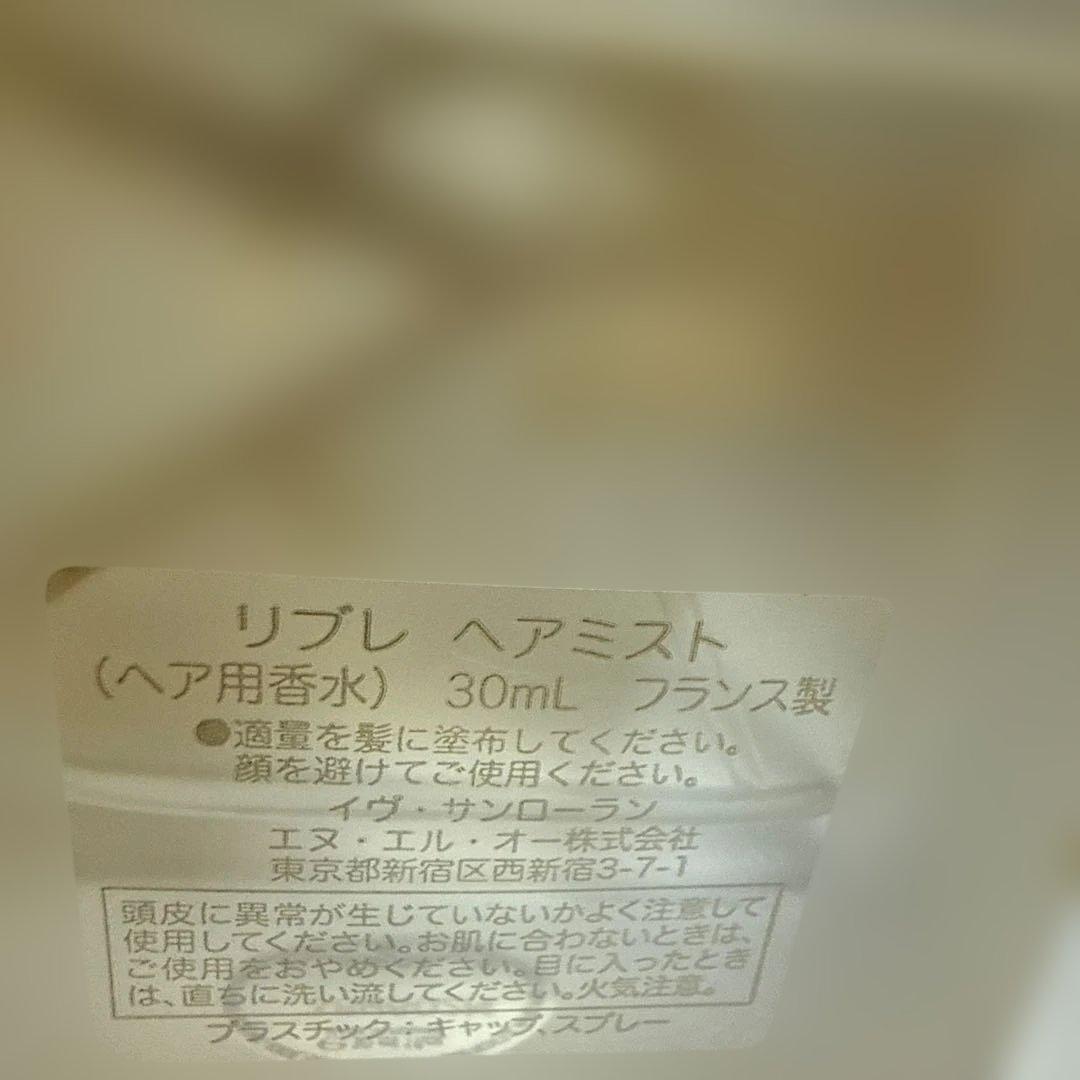 リブレ ヘアミスト
(ヘア用香水) 30mL フランス製
●適量を髪に塗布してください。
顔を避けてご使用ください。
イヴ・サンローラン
エヌ・エル・オー株式会社
東京都新宿区西新宿3-7-1
頭皮に異常が生じていないかよく注意して
使用してください。お肌に合わないときは、
ご使用をおやめください。目に入ったとき
は、直ちに洗い流してください。火気注意。
プラスチック：キャップ、スプレー